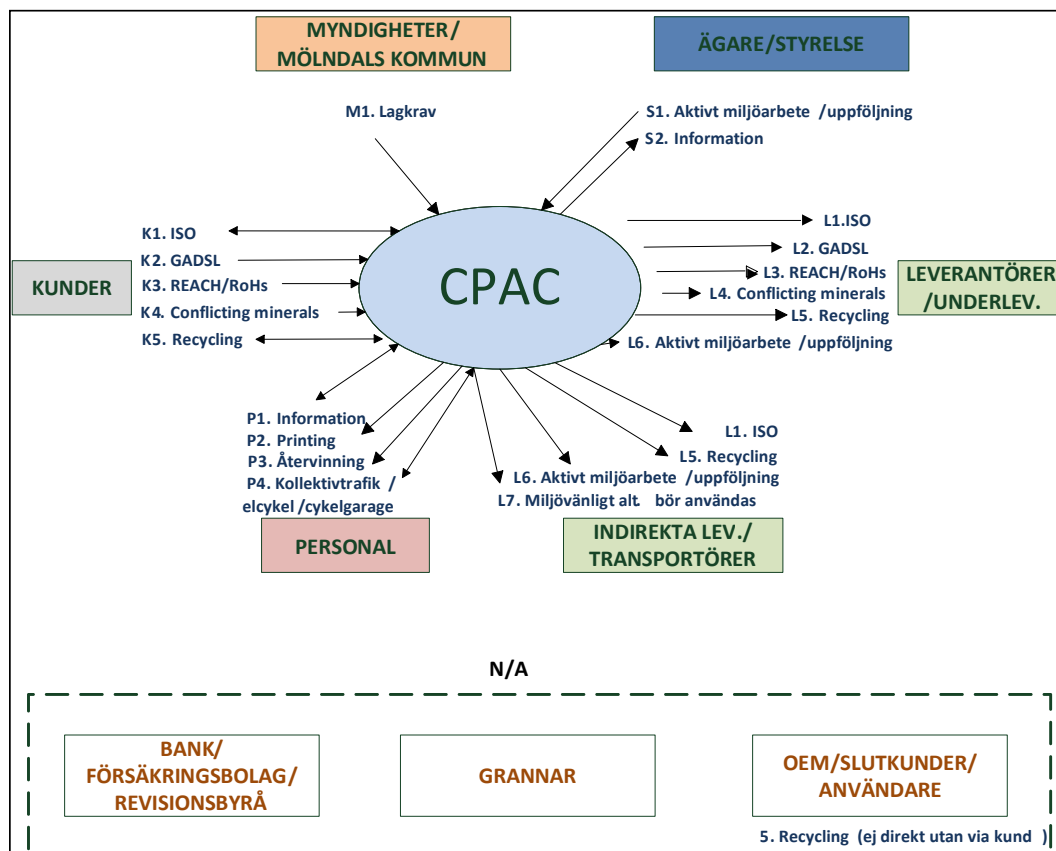 MYNDIGHETER/
MÖLNDALS KOMMUN
ÄGARE/STYRELSE
M1. Lagkrav
S1. Aktivt miljöarbete /uppföljning
S2. Information
KUNDER
K1. ISO
K2. GADSL
K3. REACH/RoHs
K4. Conflicting minerals
K5. Recycling
CPAC
L1.ISO
L2. GADSL
L3. REACH/RoHs
L4. Conflicting minerals
L5. Recycling
L6. Aktivt miljöarbete /uppföljning
LEVERANTÖRER
/UNDERLEV.
P1. Information
P2. Printing
P3. Återvinning
P4. Kollektivtrafik /
elcykel /cykelgarage
PERSONAL
L1. ISO
L5. Recycling
L6. Aktivt miljöarbete /uppföljning
L7. Miljövänligt alt. bör användas
INDIREKTA LEV./
TRANSPORTÖRER
N/A
BANK/
FÖRSÄKRINGSBOLAG/
REVISIONSBYRÅ
GRANNAR
OEM/SLUTKUNDER/
ANVÄNDARE
5. Recycling (ej direkt utan via kund )